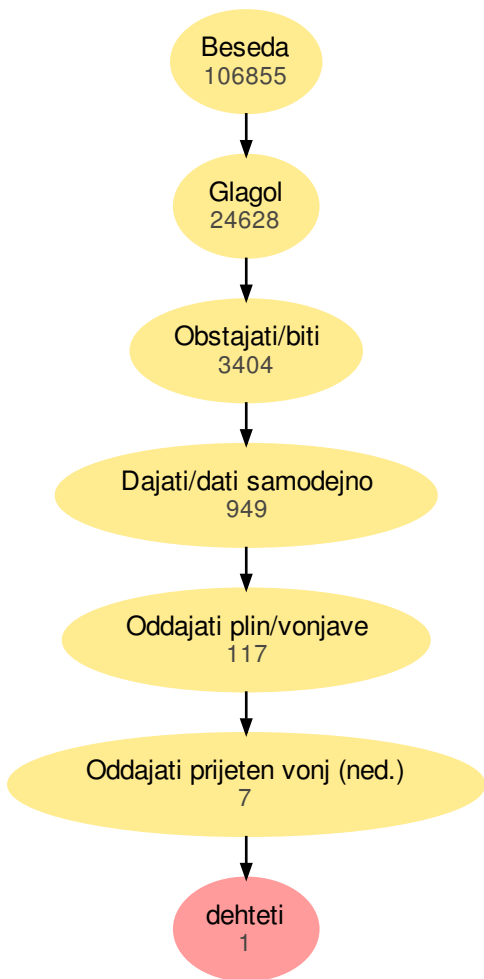 Beseda
106855
Glagol
24628
Obstajati/biti
3404
Dajati/dati samodejno
949
Oddajati plin/vonjave
117
Oddajati prijeten vonj (ned.)
7
dehteti
1